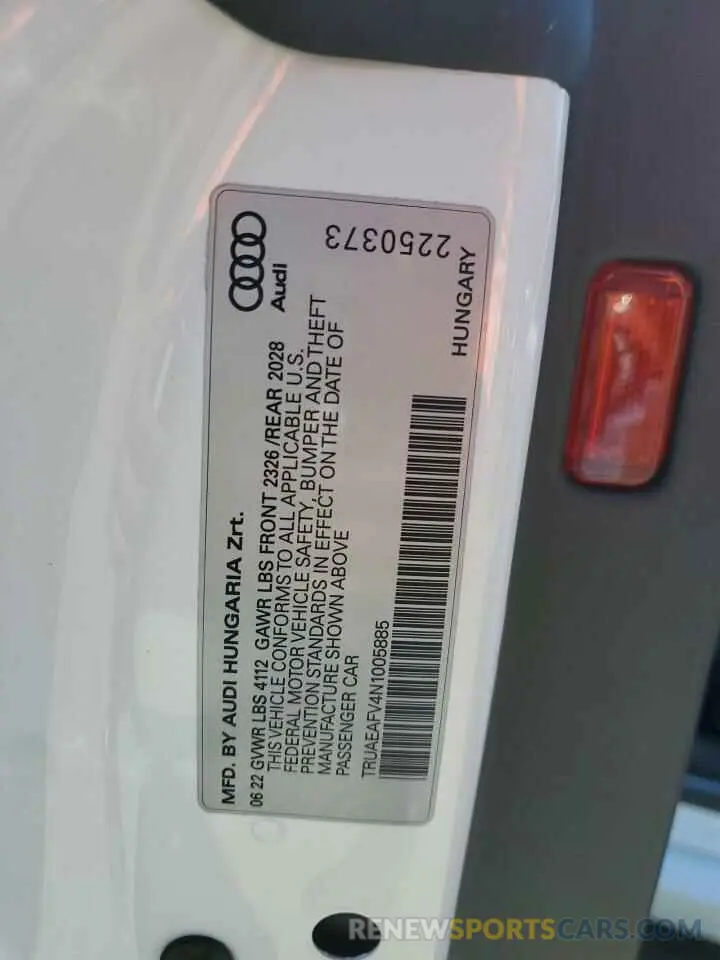 MFD. BY AUDI HUNGARIA Zrt.
06 22 GVWR LBS 4112 GAWR LBS FRONT 2326 /REAR 2028
THIS VEHICLE CONFORMS TO ALL APPLICABLE U.S.
FEDERAL MOTOR VEHICLE SAFETY, BUMPER AND THEFT
PREVENTION STANDARDS IN EFFECT ON THE DATE OF
MANUFACTURE SHOWN ABOVE
PASSENGER CAR
TRUAEAFV4N1005885
Audi
2250373
HUNGARY
RENEWSPORTSCARS.COM